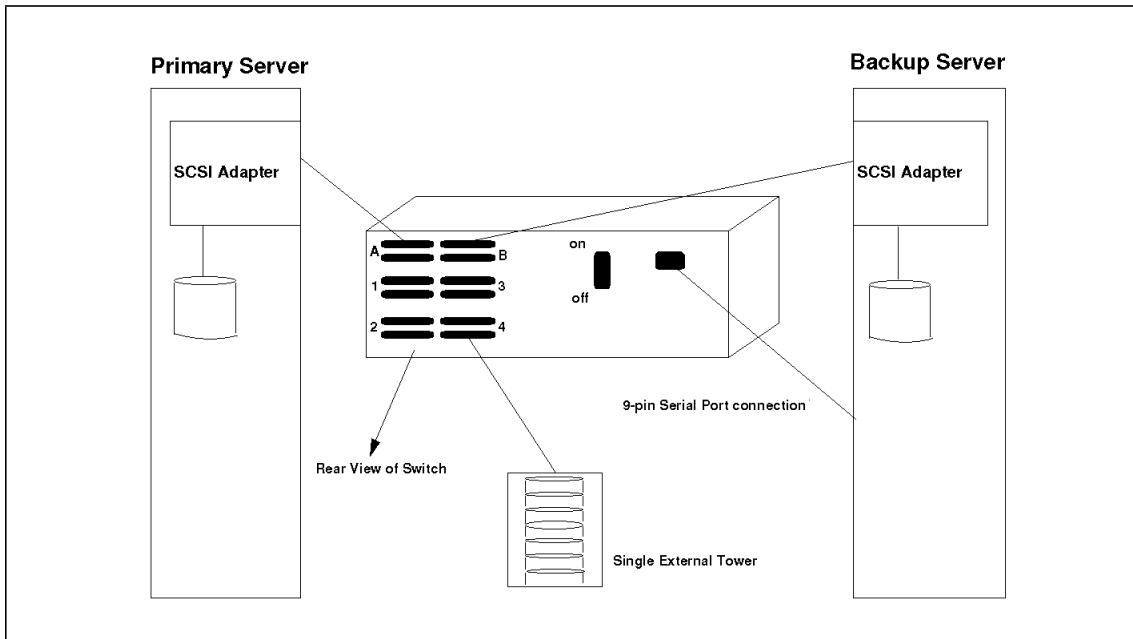 Primary Server
Backup Server
SCSI Adapter
SCSI Adapter
A
B
on
1
3
off
2
4
9-pin Serial Port connection
Rear View of Switch
Single External Tower